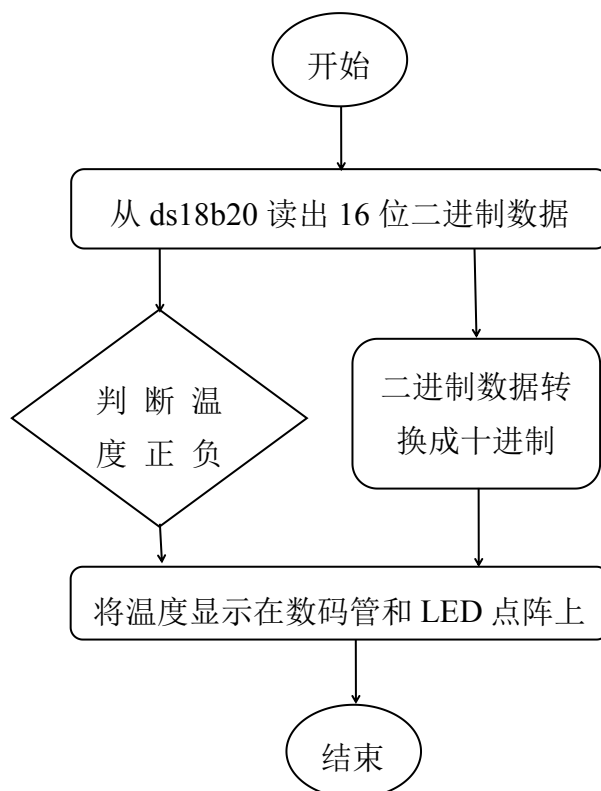 开始
从 ds18b20 读出 16 位二进制数据
判 断 温
度 正 负
二进制数据转
换成十进制
将温度显示在数码管和 LED 点阵上
结束